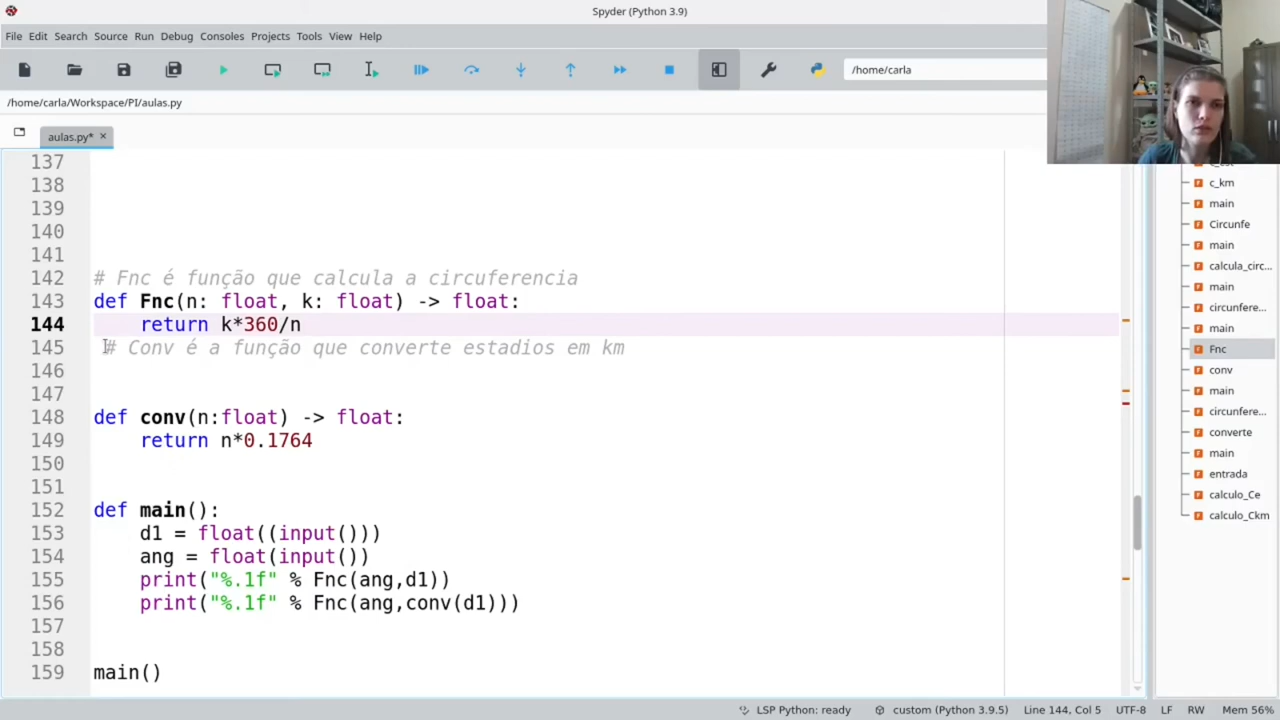 Spyder (Python 3.9)
File Edit Search Source Run Debug Consoles Projects Tools View Help
/home/carla
/home/carla/Workspace/PI/aulas.py
aulas.py*
137
138
139
140
141
142 # Fnc é função que calcula a circuferencia
143 def Fnc(n: float, k: float) -> float:
144     return k*360/n
145  # Conv é a função que converte estadios em km
146
147
148 def conv(n:float) -> float:
149     return n*0.1764
150
151
152 def main():
153     d1 = float((input()))
154     ang = float(input())
155     print("%.1f" % Fnc(ang,d1))
156     print("%.1f" % Fnc(ang,conv(d1)))
157
158
159 main()
c_km
main
Circunfe
main
calcula_circ...
main
circunfere...
main
Fnc
conv
main
circunfere...
converte
main
entrada
calculo_Ce
calculo_Ckm
LSP Python: ready custom (Python 3.9.5) Line 144, Col 5 UTF-8 LF RW Mem 56%